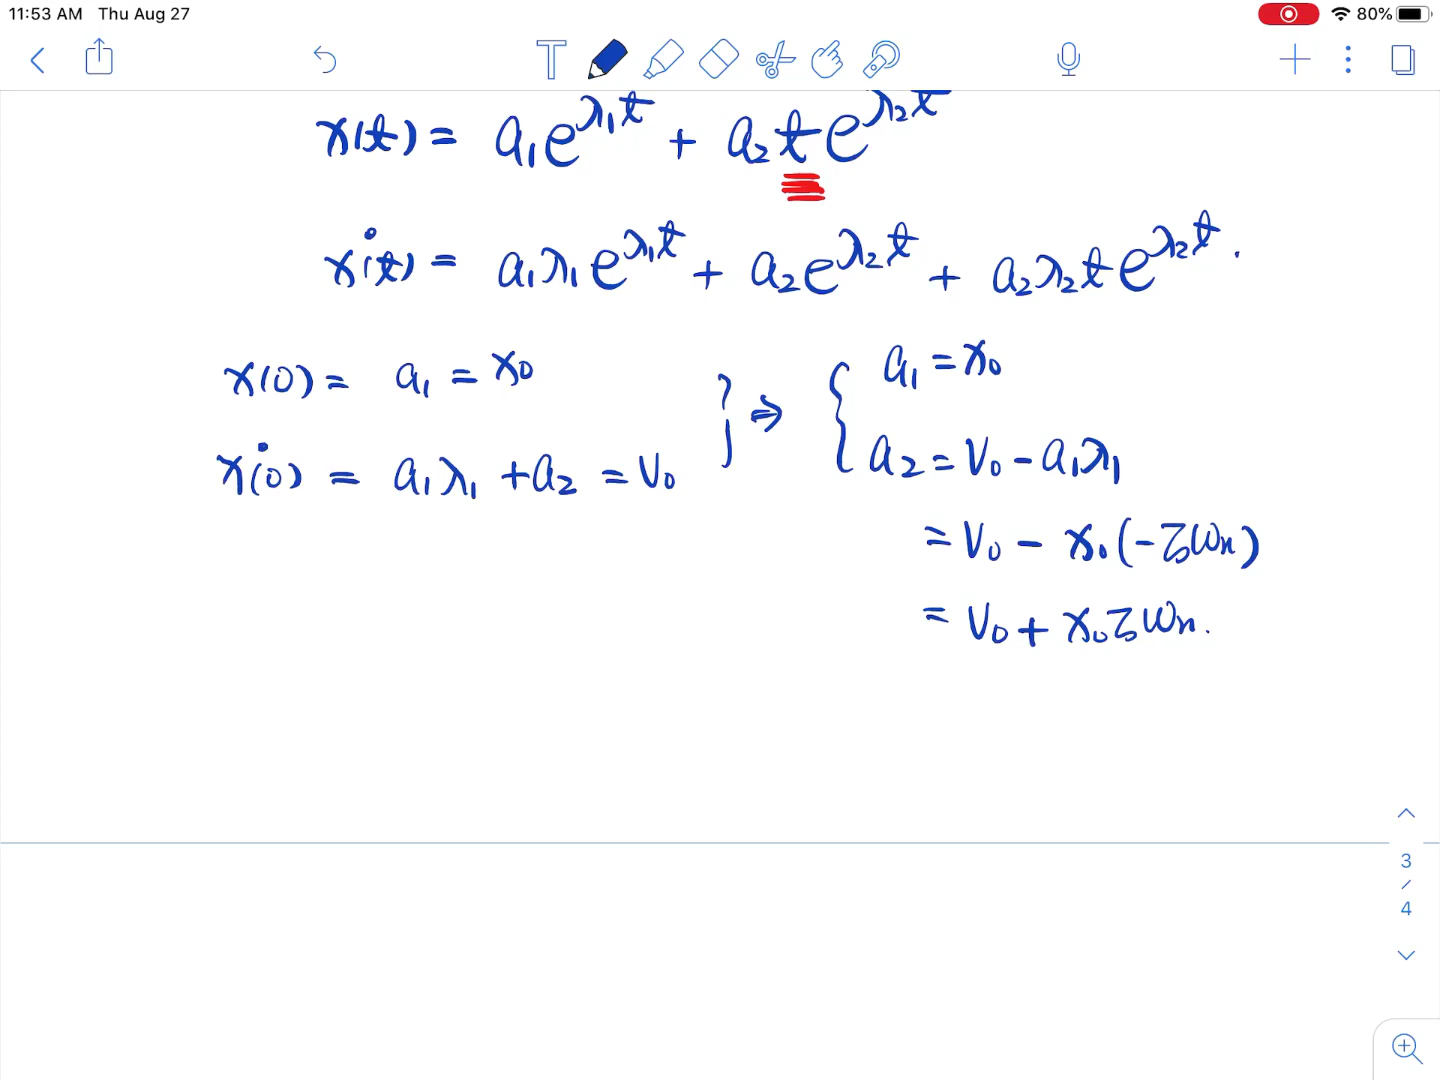 11:53 AM Thu Aug 27 80%
T
x(t) = a₁e^{λ₁t} + a₂te^{λ₂t}
ẋ(t) = a₁λ₁e^{λ₁t} + a₂e^{λ₂t} + a₂λ₂te^{λ₂t}.
x(0) = a₁ = x₀ } ⇒ { a₁ = x₀
ẋ(0) = a₁λ₁ + a₂ = v₀ a₂ = v₀ - a₁λ₁
= v₀ - x₀(-ζωₙ)
= v₀ + x₀ζωₙ.
3
/
4